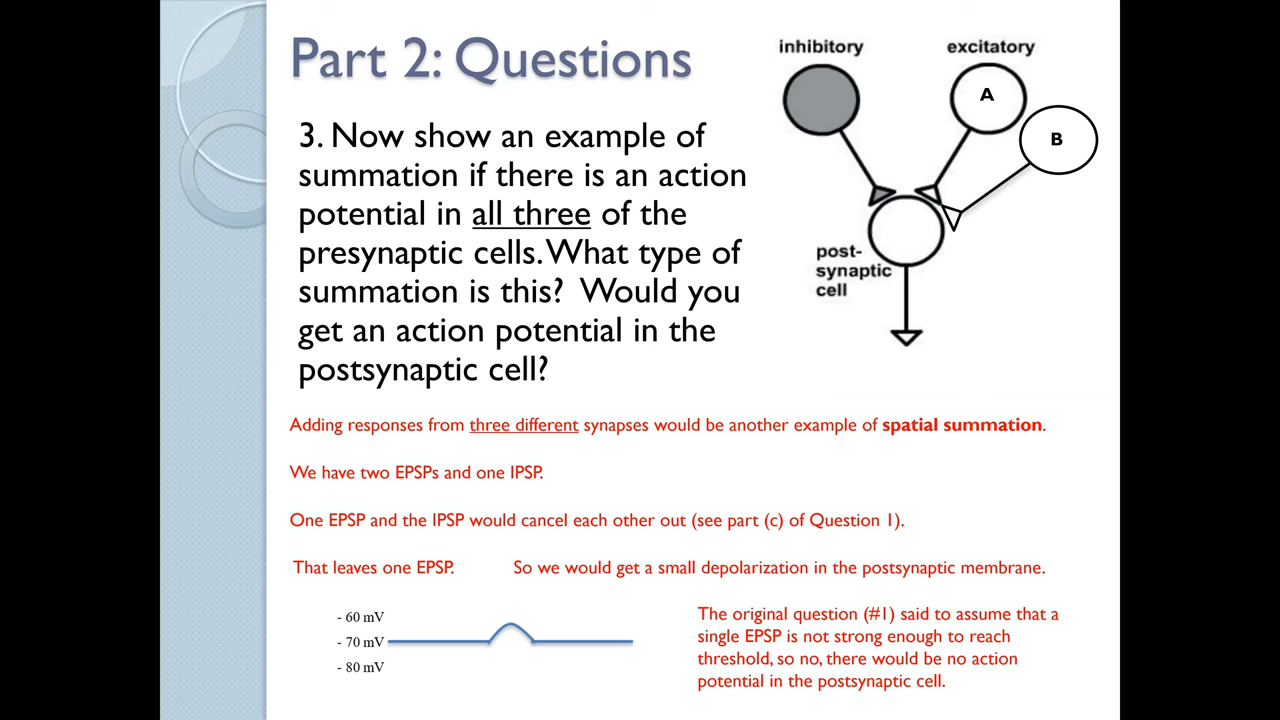 Part 2: Questions
inhibitory
excitatory
A
B
3. Now show an example of
summation if there is an action
potential in all three of the
presynaptic cells. What type of
summation is this?  Would you
get an action potential in the
postsynaptic cell?
post-
synaptic
cell
Adding responses from three different synapses would be another example of spatial summation.
We have two EPSPs and one IPSP.
One EPSP and the IPSP would cancel each other out (see part (c) of Question 1).
That leaves one EPSP.
So we would get a small depolarization in the postsynaptic membrane.
- 60 mV
- 70 mV
- 80 mV
The original question (#1) said to assume that a
single EPSP is not strong enough to reach
threshold, so no, there would be no action
potential in the postsynaptic cell.